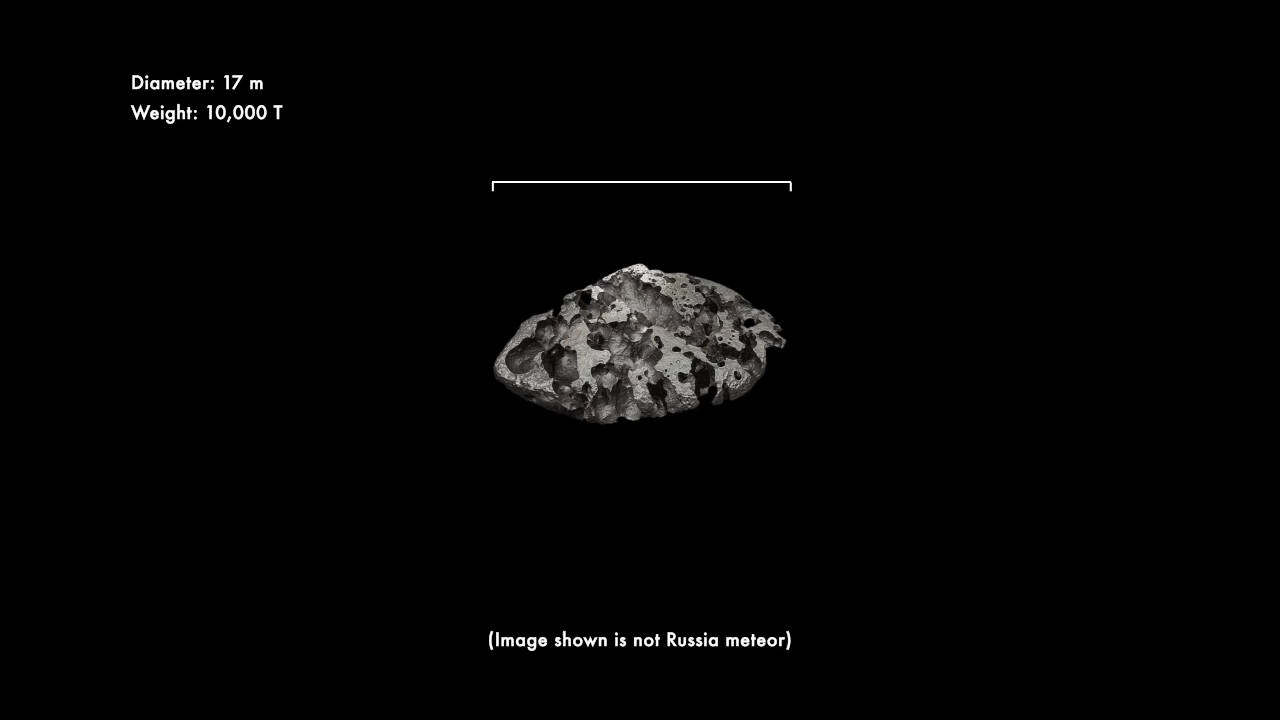 Diameter: 17 m
Weight: 10,000 T
(Image shown is not Russia meteor)